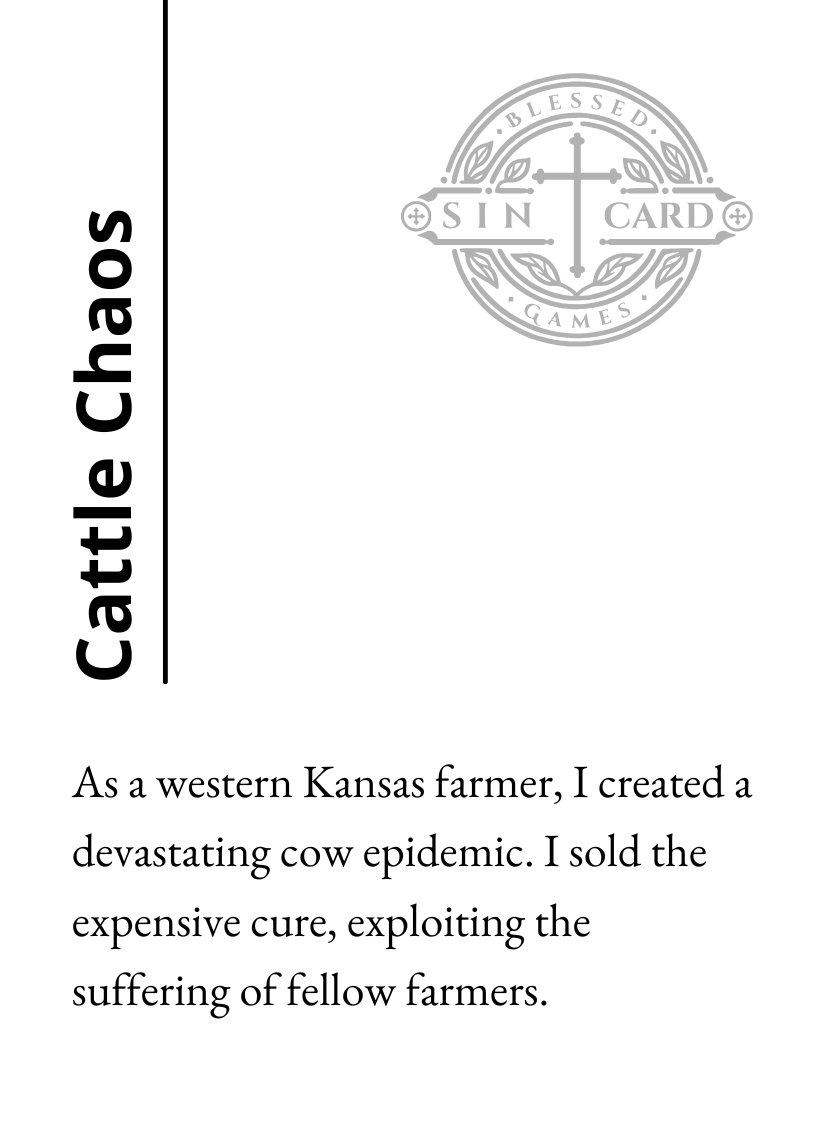 BLESSED
SIN CARD
GAMES
Cattle Chaos
As a western Kansas farmer, I created a
devastating cow epidemic. I sold the
expensive cure, exploiting the
suffering of fellow farmers.